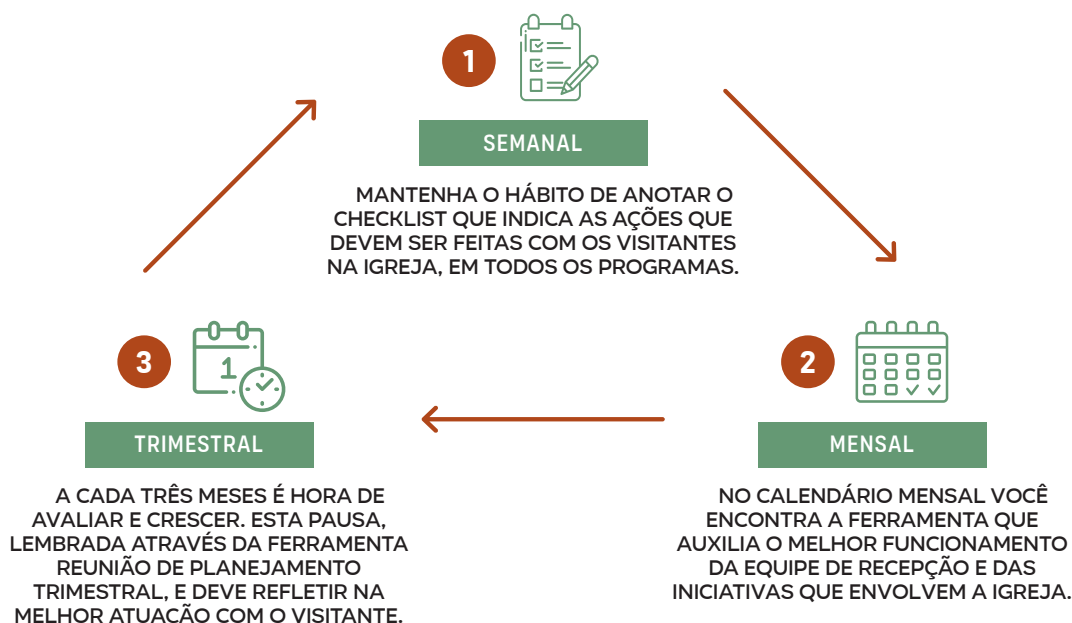 1
SEMANAL
MANTENHA O HÁBITO DE ANOTAR O
CHECKLIST QUE INDICA AS AÇÕES QUE
DEVEM SER FEITAS COM OS VISITANTES
NA IGREJA, EM TODOS OS PROGRAMAS.
2
MENSAL
NO CALENDÁRIO MENSAL VOCÊ
ENCONTRA A FERRAMENTA QUE
AUXILIA O MELHOR FUNCIONAMENTO
DA EQUIPE DE RECEPÇÃO E DAS
INICIATIVAS QUE ENVOLVEM A IGREJA.
3
1
TRIMESTRAL
A CADA TRÊS MESES É HORA DE
AVALIAR E CRESCER. ESTA PAUSA,
LEMBRADA ATRAVÉS DA FERRAMENTA
REUNIÃO DE PLANEJAMENTO
TRIMESTRAL, E DEVE REFLETIR NA
MELHOR ATUAÇÃO COM O VISITANTE.